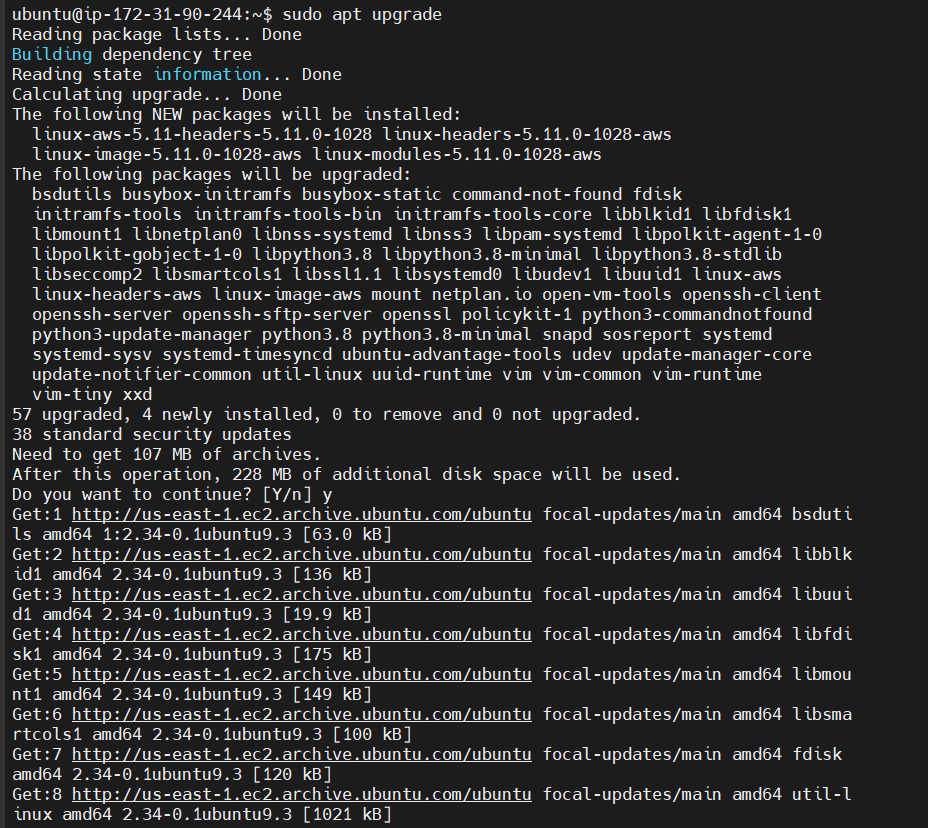 ubuntu@ip-172-31-90-244:~$ sudo apt upgrade
Reading package lists... Done
Building dependency tree
Reading state information... Done
Calculating upgrade... Done
The following NEW packages will be installed:
  linux-aws-5.11-headers-5.11.0-1028 linux-headers-5.11.0-1028-aws
  linux-image-5.11.0-1028-aws linux-modules-5.11.0-1028-aws
The following packages will be upgraded:
  bsdutils busybox-initramfs busybox-static command-not-found fdisk
  initramfs-tools initramfs-tools-bin initramfs-tools-core libblkid1 libfdisk1
  libmount1 libnetplan0 libnss-systemd libnss3 libpam-systemd libpolkit-agent-1-0
  libpolkit-gobject-1-0 libpython3.8 libpython3.8-minimal libpython3.8-stdlib
  libseccomp2 libsmartcols1 libssl1.1 libsystemd0 libudev1 libuuid1 linux-aws
  linux-headers-aws linux-image-aws mount netplan.io open-vm-tools openssh-client
  openssh-server openssh-sftp-server openssl policykit-1 python3-commandnotfound
  python3-update-manager python3.8 python3.8-minimal snapd sosreport systemd
  systemd-sysv systemd-timesyncd ubuntu-advantage-tools udev update-manager-core
  update-notifier-common util-linux uuid-runtime vim vim-common vim-runtime
  vim-tiny xxd
57 upgraded, 4 newly installed, 0 to remove and 0 not upgraded.
38 standard security updates
Need to get 107 MB of archives.
After this operation, 228 MB of additional disk space will be used.
Do you want to continue? [Y/n] y
Get:1 http://us-east-1.ec2.archive.ubuntu.com/ubuntu focal-updates/main amd64 bsduti
ls amd64 1:2.34-0.1ubuntu9.3 [63.0 kB]
Get:2 http://us-east-1.ec2.archive.ubuntu.com/ubuntu focal-updates/main amd64 libblk
id1 amd64 2.34-0.1ubuntu9.3 [136 kB]
Get:3 http://us-east-1.ec2.archive.ubuntu.com/ubuntu focal-updates/main amd64 libuui
d1 amd64 2.34-0.1ubuntu9.3 [19.9 kB]
Get:4 http://us-east-1.ec2.archive.ubuntu.com/ubuntu focal-updates/main amd64 libfdi
sk1 amd64 2.34-0.1ubuntu9.3 [175 kB]
Get:5 http://us-east-1.ec2.archive.ubuntu.com/ubuntu focal-updates/main amd64 libmou
nt1 amd64 2.34-0.1ubuntu9.3 [149 kB]
Get:6 http://us-east-1.ec2.archive.ubuntu.com/ubuntu focal-updates/main amd64 libsma
rtcols1 amd64 2.34-0.1ubuntu9.3 [100 kB]
Get:7 http://us-east-1.ec2.archive.ubuntu.com/ubuntu focal-updates/main amd64 fdisk
amd64 2.34-0.1ubuntu9.3 [120 kB]
Get:8 http://us-east-1.ec2.archive.ubuntu.com/ubuntu focal-updates/main amd64 util-l
inux amd64 2.34-0.1ubuntu9.3 [1021 kB]